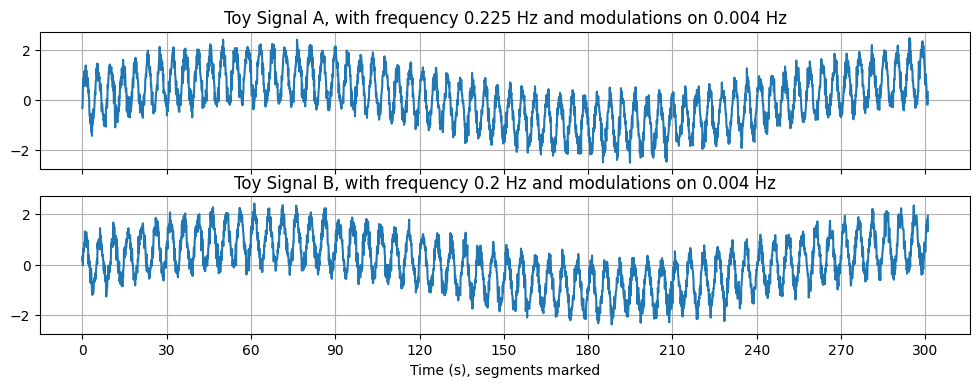 Toy Signal A, with frequency 0.225 Hz and modulations on 0.004 Hz
2
0
−2
Toy Signal B, with frequency 0.2 Hz and modulations on 0.004 Hz
2
0
−2
0 30 60 90 120 150 180 210 240 270 300
Time (s), segments marked